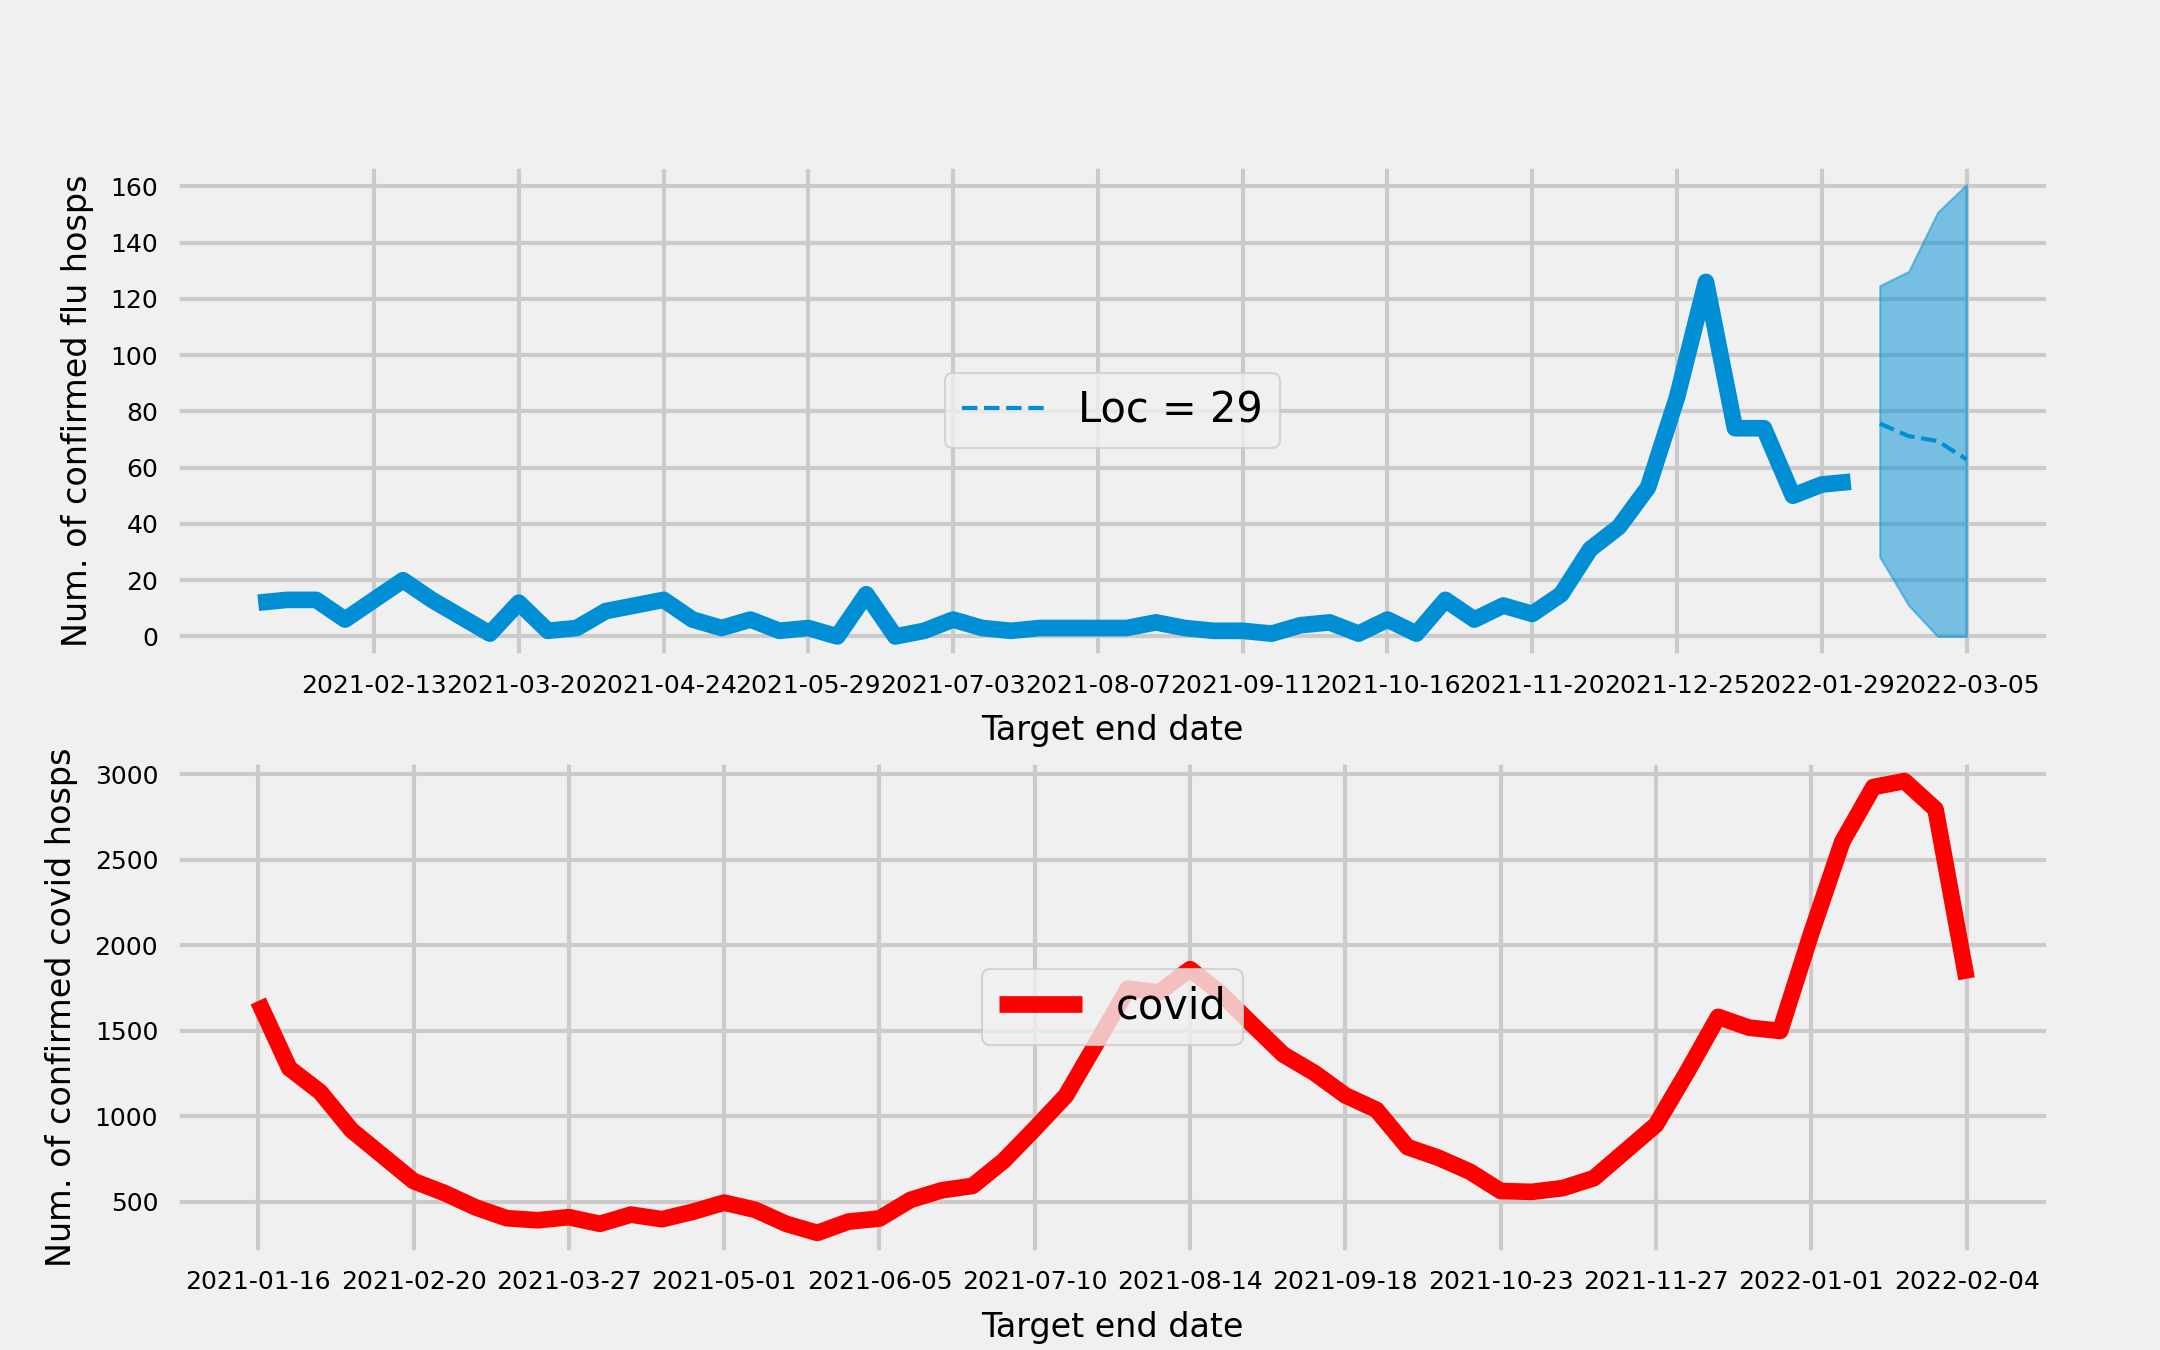 Num. of confirmed flu hosps
160
140
120
100
80
60
40
20
0
Loc = 29
2021-02-13 2021-03-20 2021-04-24 2021-05-29 2021-07-03 2021-08-07 2021-09-11 2021-10-16 2021-11-20 2021-12-25 2022-01-29 2022-03-05
Target end date
Num. of confirmed covid hosps
3000
2500
2000
1500
1000
500
covid
2021-01-16 2021-02-20 2021-03-27 2021-05-01 2021-06-05 2021-07-10 2021-08-14 2021-09-18 2021-10-23 2021-11-27 2022-01-01 2022-02-04
Target end date